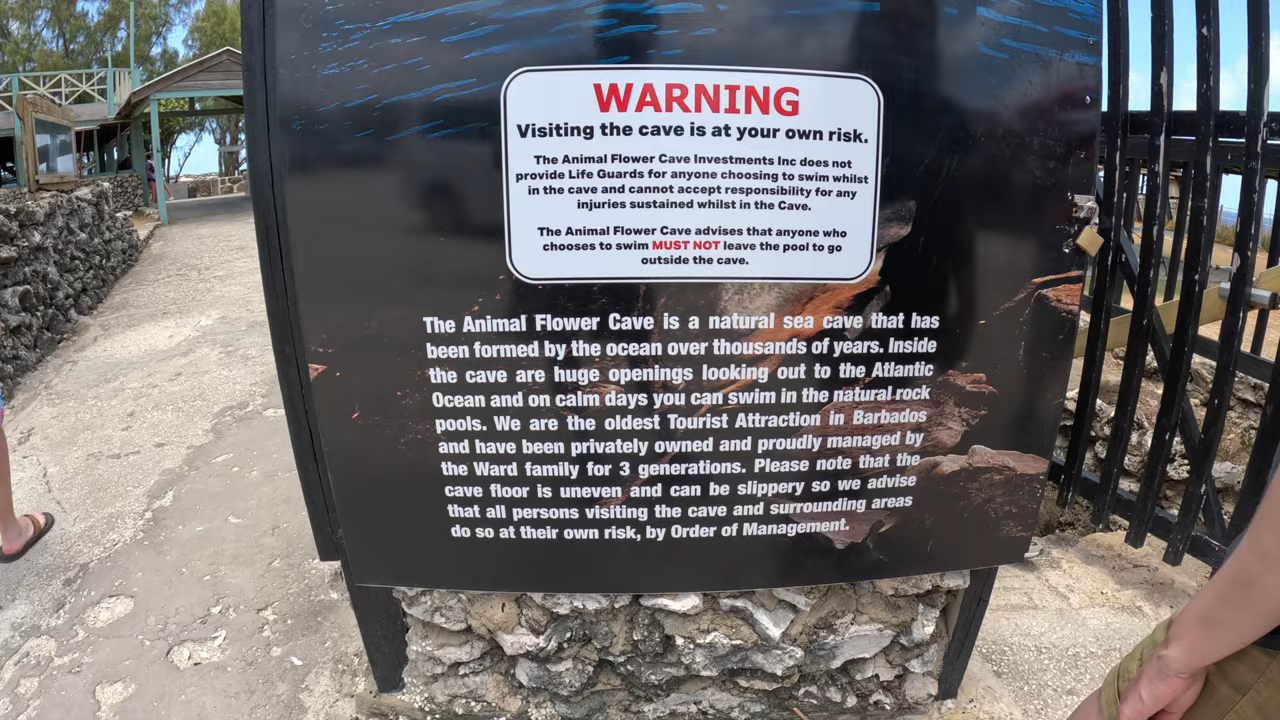 WARNING
Visiting the cave is at your own risk.
The Animal Flower Cave Investments Inc does not
provide Life Guards for anyone choosing to swim whilst
in the cave and cannot accept responsibility for any
injuries sustained whilst in the Cave.
The Animal Flower Cave advises that anyone who
chooses to swim MUST NOT leave the pool to go
outside the cave.
The Animal Flower Cave is a natural sea cave that has
been formed by the ocean over thousands of years. Inside
the cave are huge openings looking out to the Atlantic
Ocean and on calm days you can swim in the natural rock
pools. We are the oldest Tourist Attraction in Barbados
and have been privately owned and proudly managed by
the Ward family for 3 generations. Please note that the
cave floor is uneven and can be slippery so we advise
that all persons visiting the cave and surrounding areas
do so at their own risk, by Order of Management.